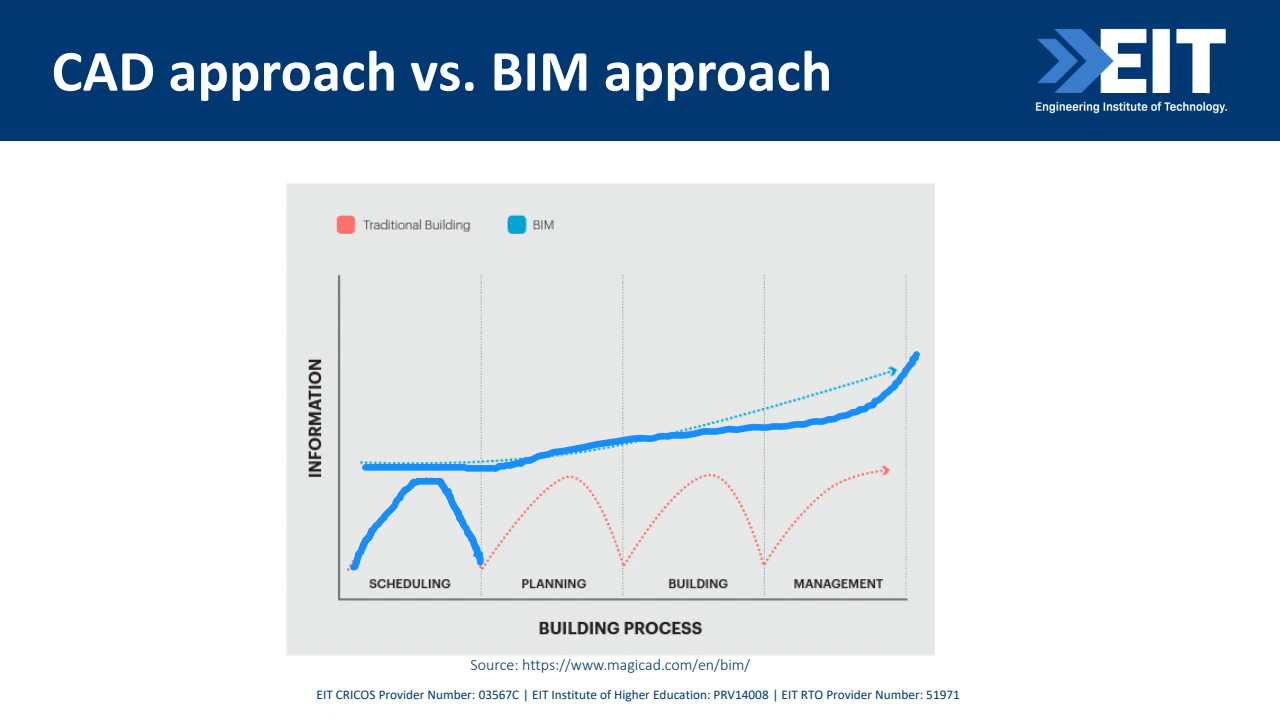 CAD approach vs. BIM approach
EIT
Engineering Institute of Technology.
Traditional Building
BIM
INFORMATION
SCHEDULING
PLANNING
BUILDING
MANAGEMENT
BUILDING PROCESS
Source: https://www.magicad.com/en/bim/
EIT CRICOS Provider Number: 03567C | EIT Institute of Higher Education: PRV14008 | EIT RTO Provider Number: 51971